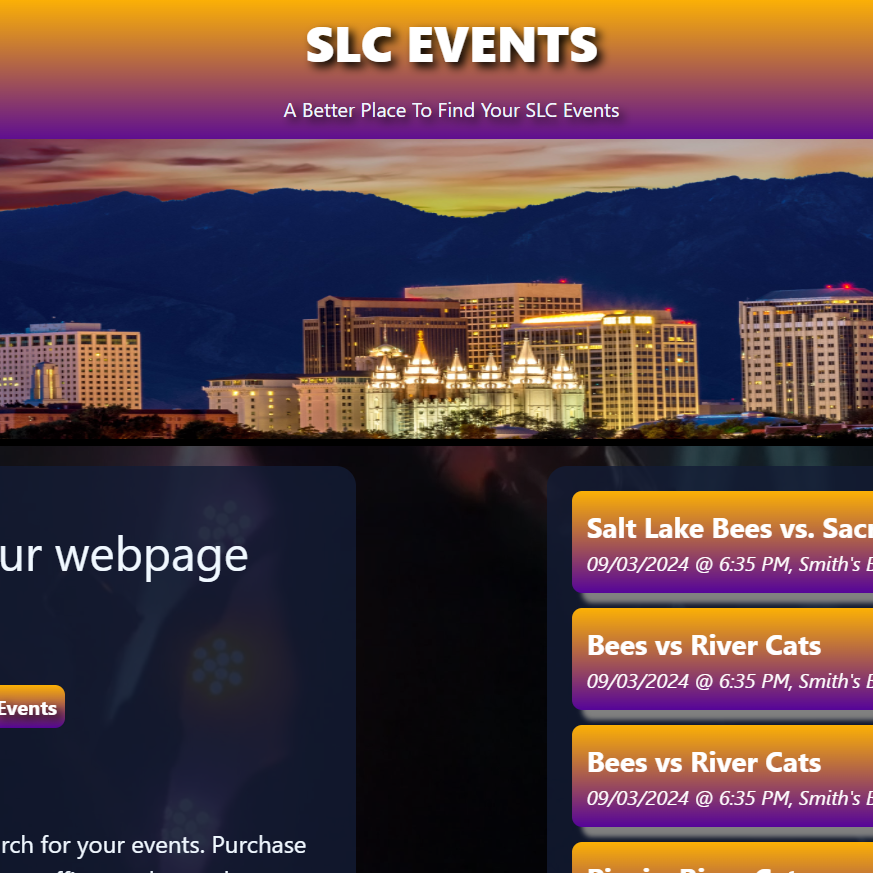 SLC EVENTS
A Better Place To Find Your SLC Events
ur webpage
Events
rch for your events. Purchase
Salt Lake Bees vs. Sacr
09/03/2024 @ 6:35 PM, Smith's B
Bees vs River Cats
09/03/2024 @ 6:35 PM, Smith's B
Bees vs River Cats
09/03/2024 @ 6:35 PM, Smith's B